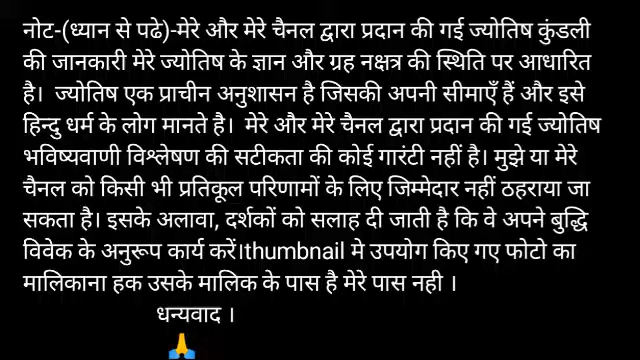 नोट-(ध्यान से पढे)-मेरे और मेरे चैनल द्वारा प्रदान की गई ज्योतिष कुंडली
की जानकारी मेरे ज्योतिष के ज्ञान और ग्रह नक्षत्र की स्थिति पर आधारित
है। ज्योतिष एक प्राचीन अनुशासन है जिसकी अपनी सीमाएँ हैं और इसे
हिन्दु धर्म के लोग मानते है। मेरे और मेरे चैनल द्वारा प्रदान की गई ज्योतिष
भविष्यवाणी विश्लेषण की सटीकता की कोई गारंटी नहीं है। मुझे या मेरे
चैनल को किसी भी प्रतिकूल परिणामों के लिए जिम्मेदार नहीं ठहराया जा
सकता है। इसके अलावा, दर्शकों को सलाह दी जाती है कि वे अपने बुद्धि
विवेक के अनुरूप कार्य करें।thumbnail मे उपयोग किए गए फोटो का
मालिकाना हक उसके मालिक के पास है मेरे पास नही ।
धन्यवाद ।
🙏